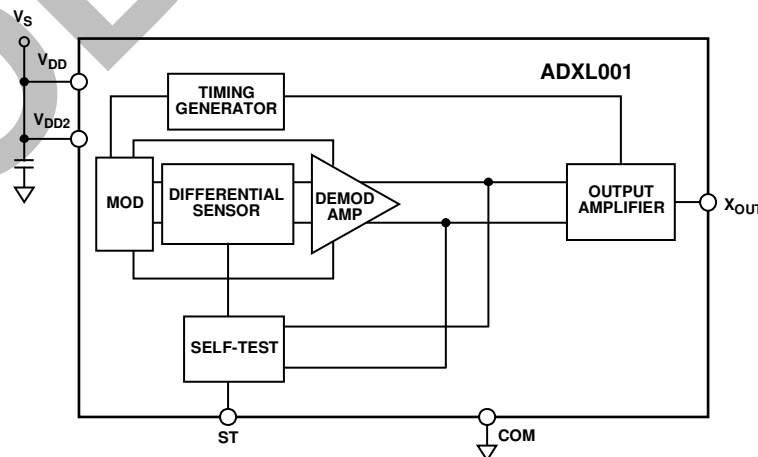 VS
VDD
VDD2
ADXL001
TIMING
GENERATOR
MOD
DIFFERENTIAL
SENSOR
DEMOD
AMP
OUTPUT
AMPLIFIER
XOUT
SELF-TEST
ST
COM